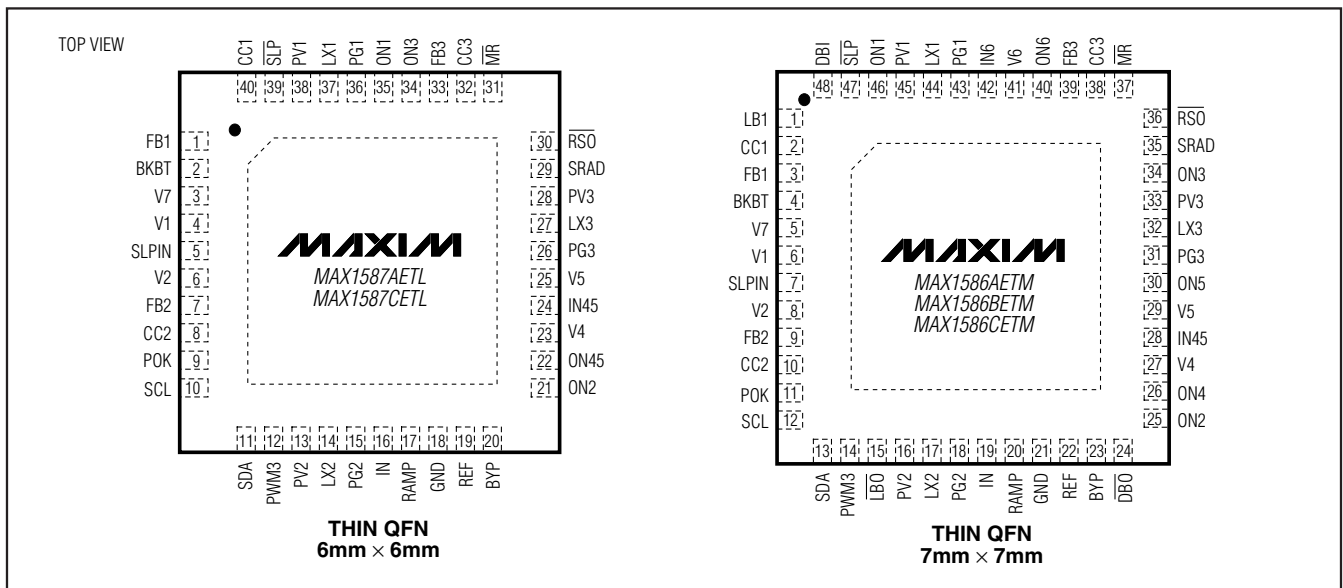 TOP VIEW
CC1
SLP
PV1
LX1
PG1
ON1
ON3
FB3
CC3
MR
40
39
38
37
36
35
34
33
32
31
FB1 1
BKBT 2
V7 3
V1 4
SLPIN 5
V2 6
FB2 7
CC2 8
POK 9
SCL 10
MAXIM
MAX1587AETL
MAX1587CETL
30 RSO
29 SRAD
28 PV3
27 LX3
26 PG3
25 V5
24 IN45
23 V4
22 ON45
21 ON2
11
12
13
14
15
16
17
18
19
20
SDA
PWM3
PV2
LX2
PG2
IN
RAMP
GND
REF
BYP
THIN QFN
6mm × 6mm
DBI
SLP
ON1
PV1
LX1
PG1
IN6
V6
ON6
FB3
CC3
MR
48
47
46
45
44
43
42
41
40
39
38
37
LB1 1
CC1 2
FB1 3
BKBT 4
V7 5
V1 6
SLPIN 7
V2 8
FB2 9
CC2 10
POK 11
SCL 12
MAXIM
MAX1586AETM
MAX1586BETM
MAX1586CETM
36 RSO
35 SRAD
34 ON3
33 PV3
32 LX3
31 PG3
30 ON5
29 V5
28 IN45
27 V4
26 ON4
25 ON2
13
14
15
16
17
18
19
20
21
22
23
24
SDA
PWM3
LBO
PV2
LX2
PG2
IN
RAMP
GND
REF
BYP
DBO
THIN QFN
7mm × 7mm